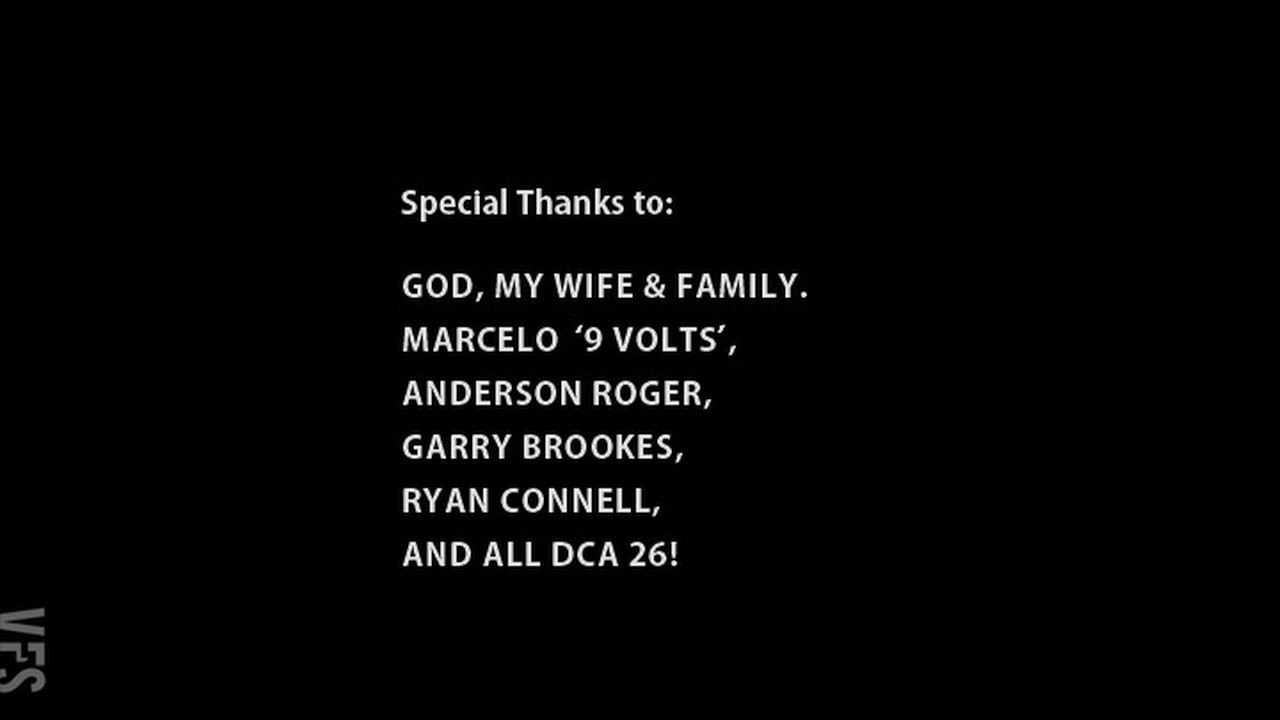 Special Thanks to:
GOD, MY WIFE & FAMILY.
MARCELO ‘9 VOLTS’,
ANDERSON ROGER,
GARRY BROOKES,
RYAN CONNELL,
AND ALL DCA 26!
VFS